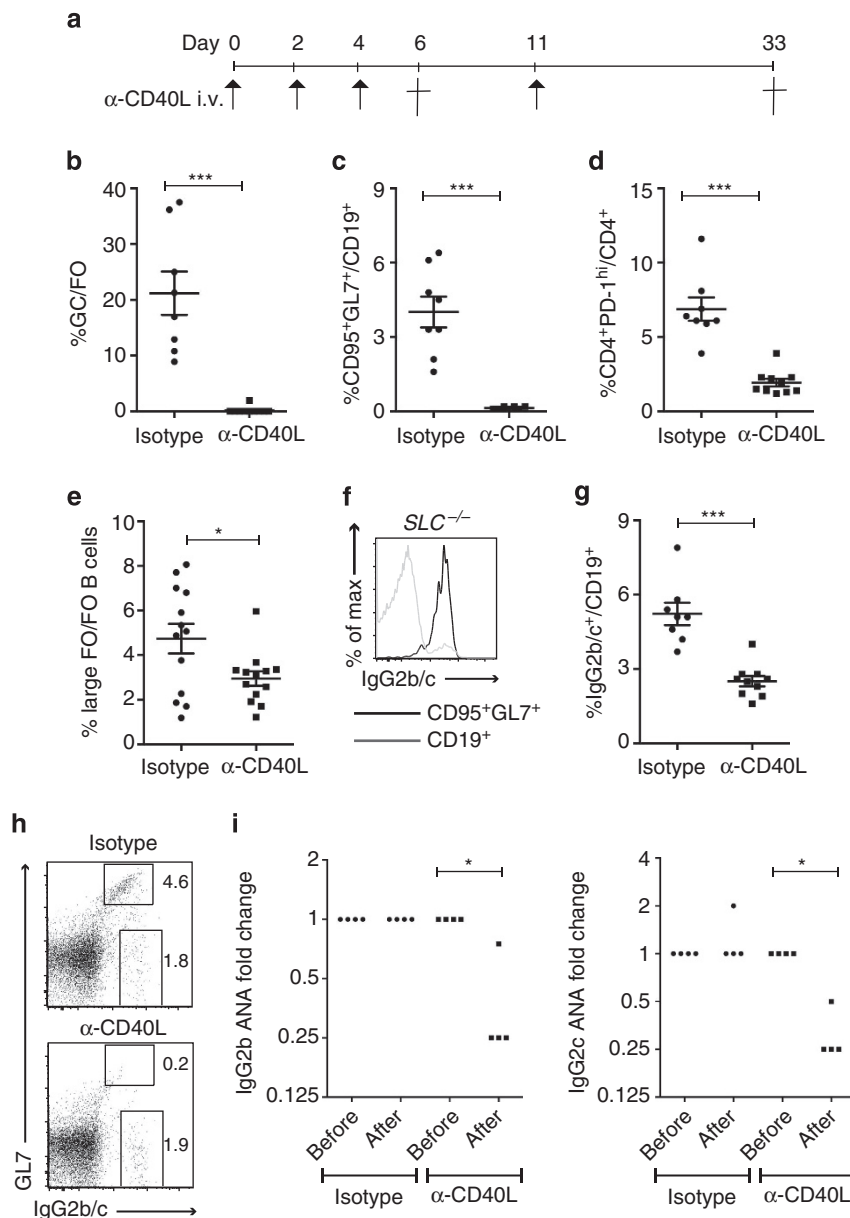 a
Day 0 2 4 6 11 33
α-CD40L i.v.
b
***
40
30
20
10
0
%GC/FO
Isotype α-CD40L
c
***
9
6
3
0
%CD95⁺GL7⁺/CD19⁺
Isotype α-CD40L
d
***
15
10
5
0
%CD4⁺PD-1ʰⁱ/CD4⁺
Isotype α-CD40L
e
*
10
8
6
4
2
0
% large FO/FO B cells
Isotype α-CD40L
f
SLC⁻/⁻
% of max
IgG2b/c
CD95⁺GL7⁺
CD19⁺
g
***
9
6
3
0
%IgG2b/c⁺/CD19⁺
Isotype α-CD40L
h
Isotype
4.6
1.8
α-CD40L
0.2
1.9
GL7
IgG2b/c
i
*
2
1
0.5
0.25
0.125
IgG2b ANA fold change
Before After Before After
Isotype α-CD40L
*
4
2
1
0.5
0.25
0.125
IgG2c ANA fold change
Before After Before After
Isotype α-CD40L